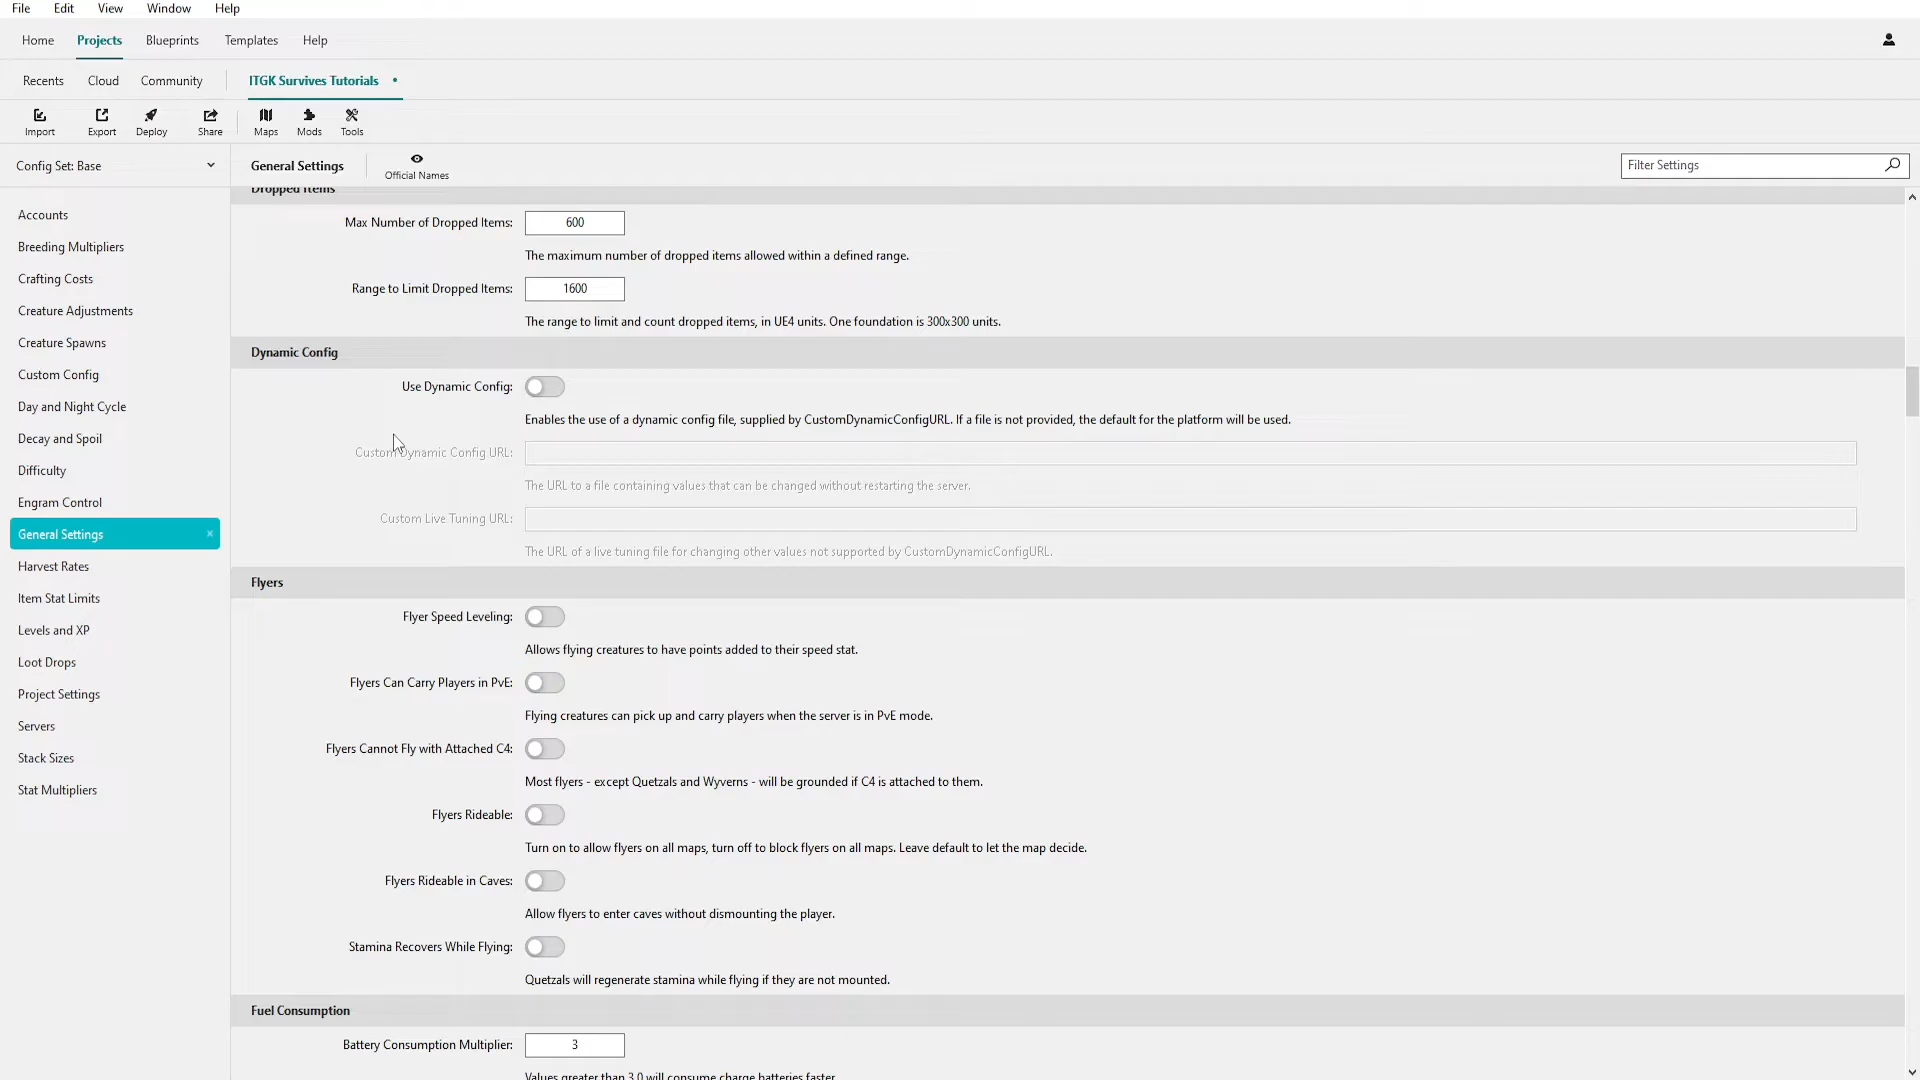 File Edit View Window Help
Home Projects Blueprints Templates Help
Recents Cloud Community ITGK Survives Tutorials •
Import Export Deploy Share Maps Mods Tools
Config Set: Base
General Settings
Official Names
Filter Settings
Accounts
Breeding Multipliers
Crafting Costs
Creature Adjustments
Creature Spawns
Custom Config
Day and Night Cycle
Decay and Spoil
Difficulty
Engram Control
General Settings ×
Harvest Rates
Item Stat Limits
Levels and XP
Loot Drops
Project Settings
Servers
Stack Sizes
Stat Multipliers
Dropped Items
Max Number of Dropped Items: 600
The maximum number of dropped items allowed within a defined range.
Range to Limit Dropped Items: 1600
The range to limit and count dropped items, in UE4 units. One foundation is 300x300 units.
Dynamic Config
Use Dynamic Config:
Enables the use of a dynamic config file, supplied by CustomDynamicConfigURL. If a file is not provided, the default for the platform will be used.
Custom Dynamic Config URL:
The URL to a file containing values that can be changed without restarting the server.
Custom Live Tuning URL:
The URL of a live tuning file for changing other values not supported by CustomDynamicConfigURL.
Flyers
Flyer Speed Leveling:
Allows flying creatures to have points added to their speed stat.
Flyers Can Carry Players in PvE:
Flying creatures can pick up and carry players when the server is in PvE mode.
Flyers Cannot Fly with Attached C4:
Most flyers - except Quetzals and Wyverns - will be grounded if C4 is attached to them.
Flyers Rideable:
Turn on to allow flyers on all maps, turn off to block flyers on all maps. Leave default to let the map decide.
Flyers Rideable in Caves:
Allow flyers to enter caves without dismounting the player.
Stamina Recovers While Flying:
Quetzals will regenerate stamina while flying if they are not mounted.
Fuel Consumption
Battery Consumption Multiplier: 3
Values greater than 3.0 will consume charge batteries faster.